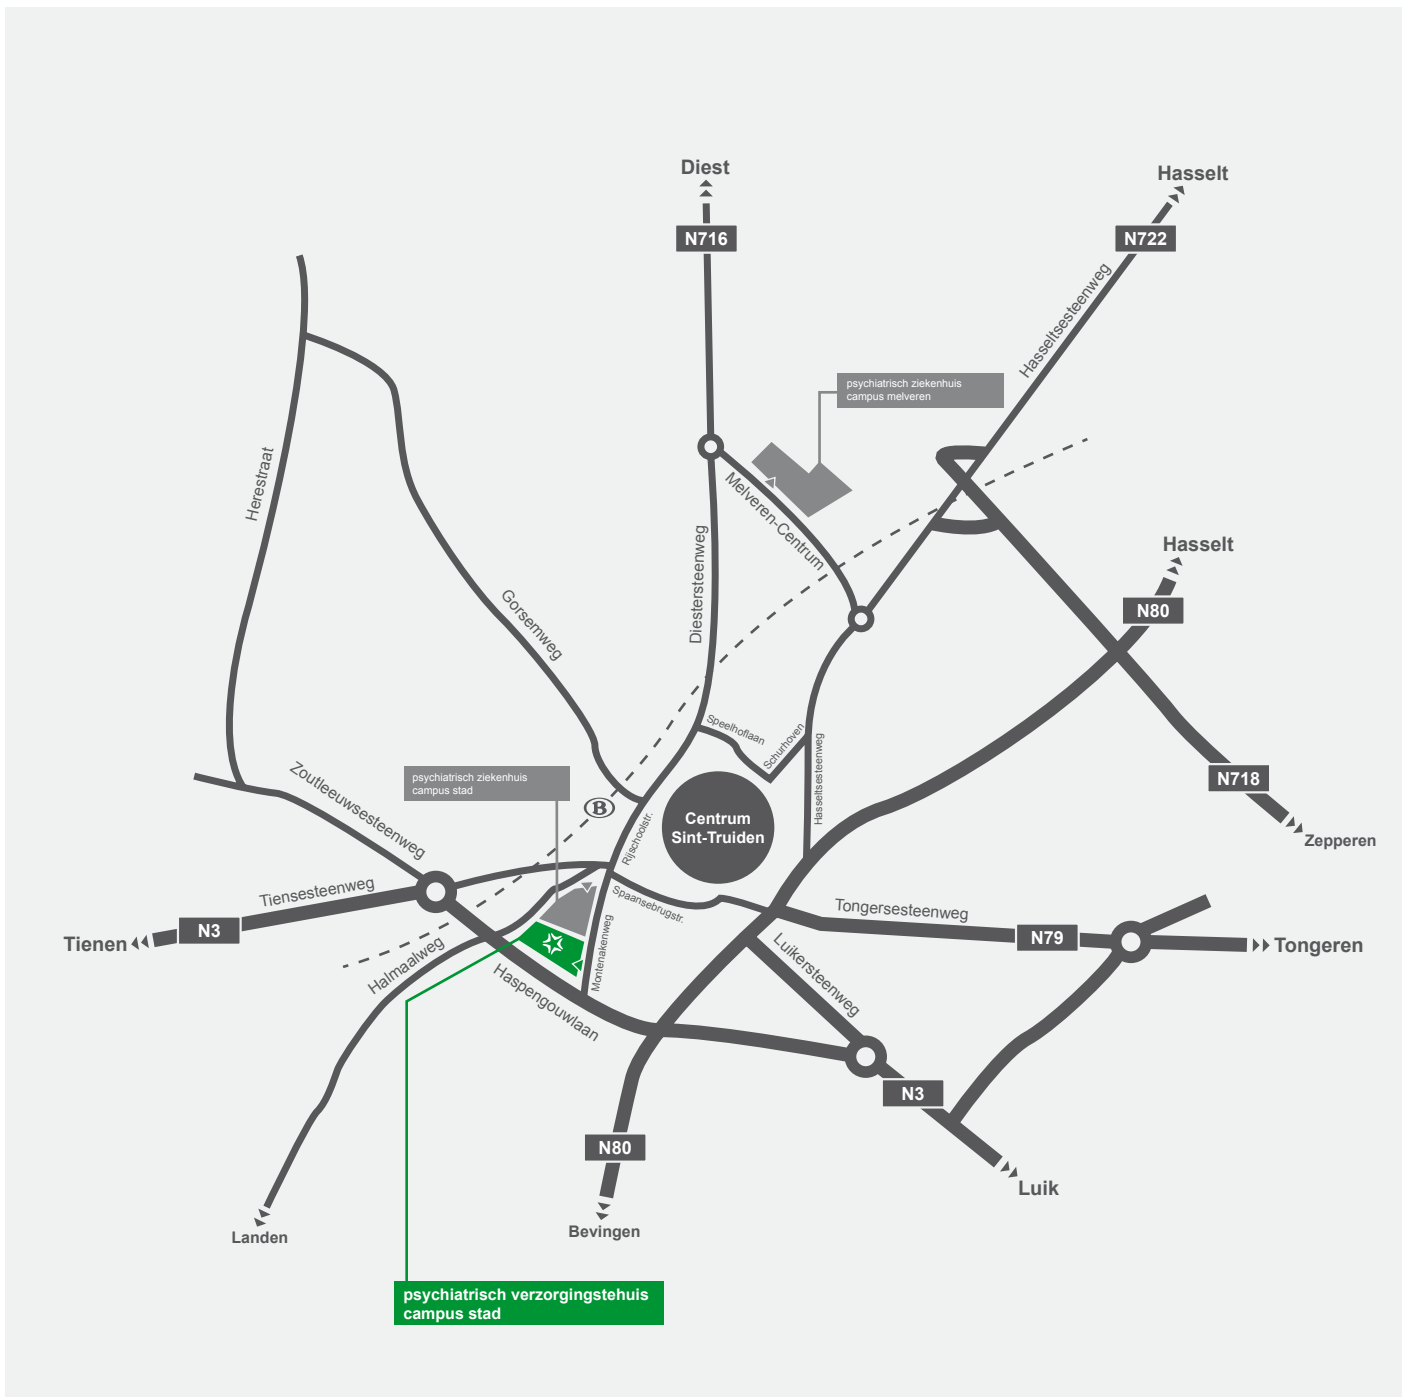 Diest
Hasselt
N716
N722
Hasseltsesteenweg
psychiatrisch ziekenhuis
campus melveren
Herestraat
Melveren-Centrum
Diestersteenweg
Hasselt
N80
Gorsemweg
Speelhoflaan
Schurhoven
Hasseltsesteenweg
Zoutleeuwsesteenweg
psychiatrisch ziekenhuis
campus stad
B
Rijschoolstr.
Centrum
Sint-Truiden
N718
Zepperen
Tiensesteenweg
Spaansebrugstr.
Tongersesteenweg
N3
Tienen
N79
Tongeren
Halmaalweg
Montenakenweg
Luikersteenweg
Haspengouwlaan
N3
N80
Luik
Landen
Bevingen
psychiatrisch verzorgingstehuis
campus stad